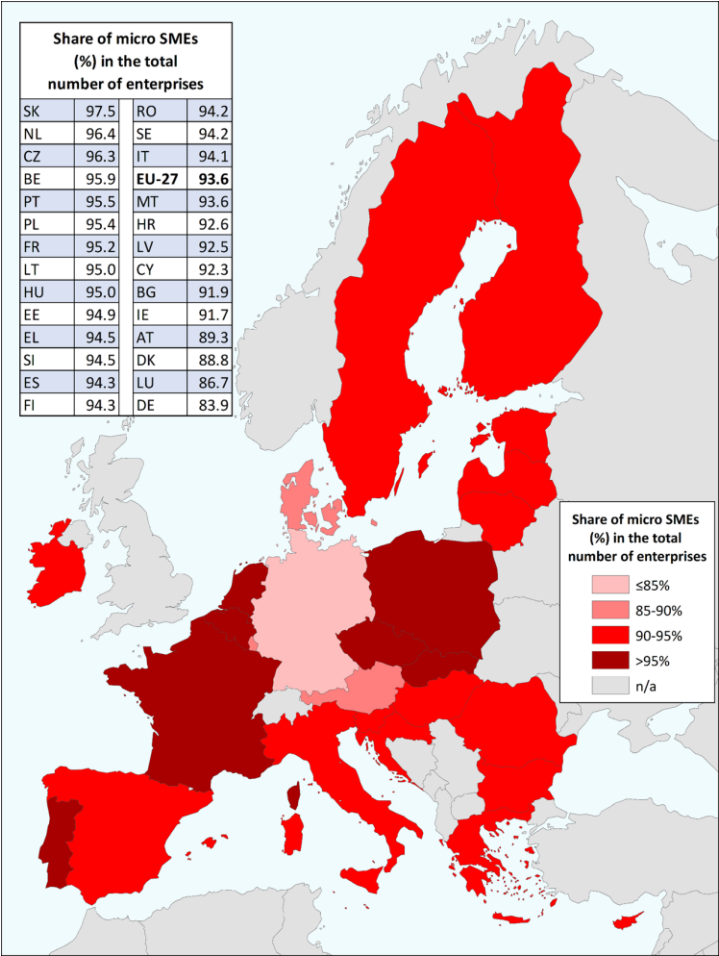 Share of micro SMEs
(%) in the total
number of enterprises
SK 97.5 RO 94.2
NL 96.4 SE 94.2
CZ 96.3 IT 94.1
BE 95.9 EU-27 93.6
PT 95.5 MT 93.6
PL 95.4 HR 92.6
FR 95.2 LV 92.5
LT 95.0 CY 92.3
HU 95.0 BG 91.9
EE 94.9 IE 91.7
EL 94.5 AT 89.3
SI 94.5 DK 88.8
ES 94.3 LU 86.7
FI 94.3 DE 83.9
Share of micro SMEs
(%) in the total
number of enterprises
≤85%
85-90%
90-95%
>95%
n/a